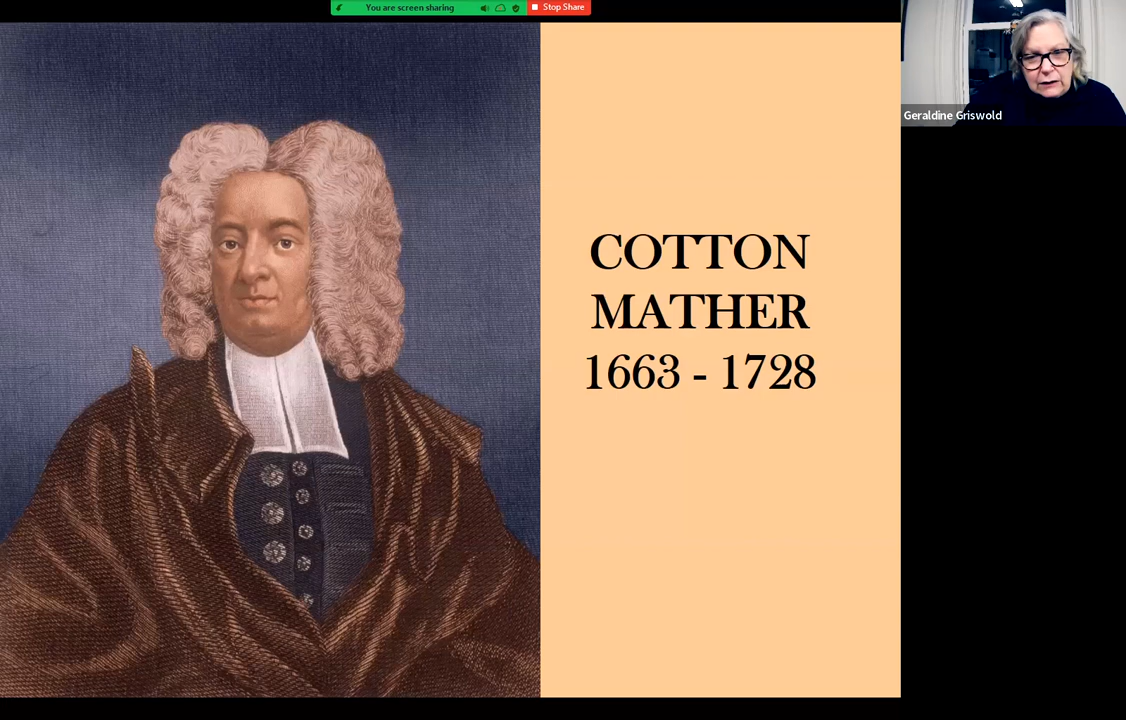 You are screen sharing
Stop Share
Geraldine Griswold
COTTON
MATHER
1663 - 1728